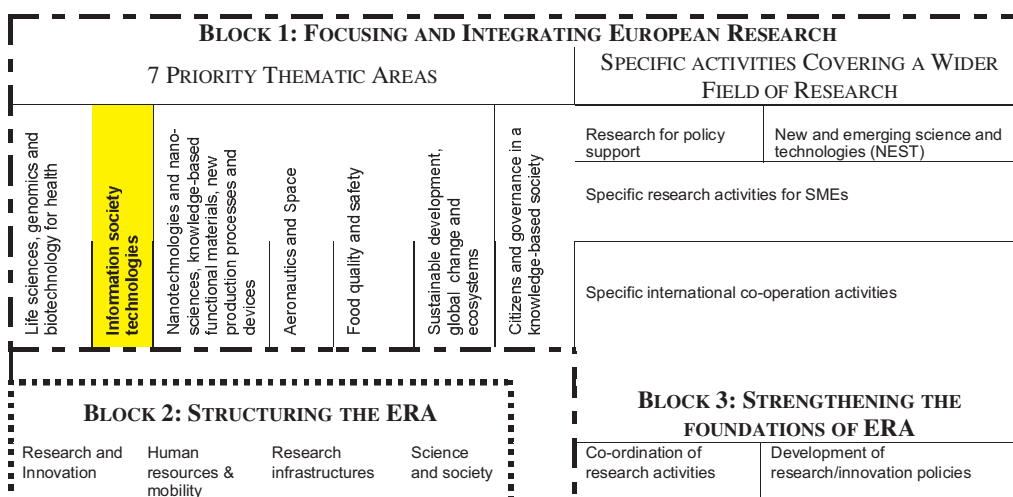 BLOCK 1: FOCUSING AND INTEGRATING EUROPEAN RESEARCH
7 PRIORITY THEMATIC AREAS
SPECIFIC ACTIVITIES COVERING A WIDER
FIELD OF RESEARCH
Life sciences, genomics and
biotechnology for health
Information society
technologies
Nanotechnologies and nano-
sciences, knowledge-based
functional materials, new
production processes and
devices
Aeronautics and Space
Food quality and safety
Sustainable development,
global change and
ecosystems
Citizens and governance in a
knowledge-based society
Research for policy
support
New and emerging science and
technologies (NEST)
Specific research activities for SMEs
Specific international co-operation activities
BLOCK 2: STRUCTURING THE ERA
Research and
Innovation
Human
resources &
mobility
Research
infrastructures
Science
and society
BLOCK 3: STRENGTHENING THE
FOUNDATIONS OF ERA
Co-ordination of
research activities
Development of
research/innovation policies